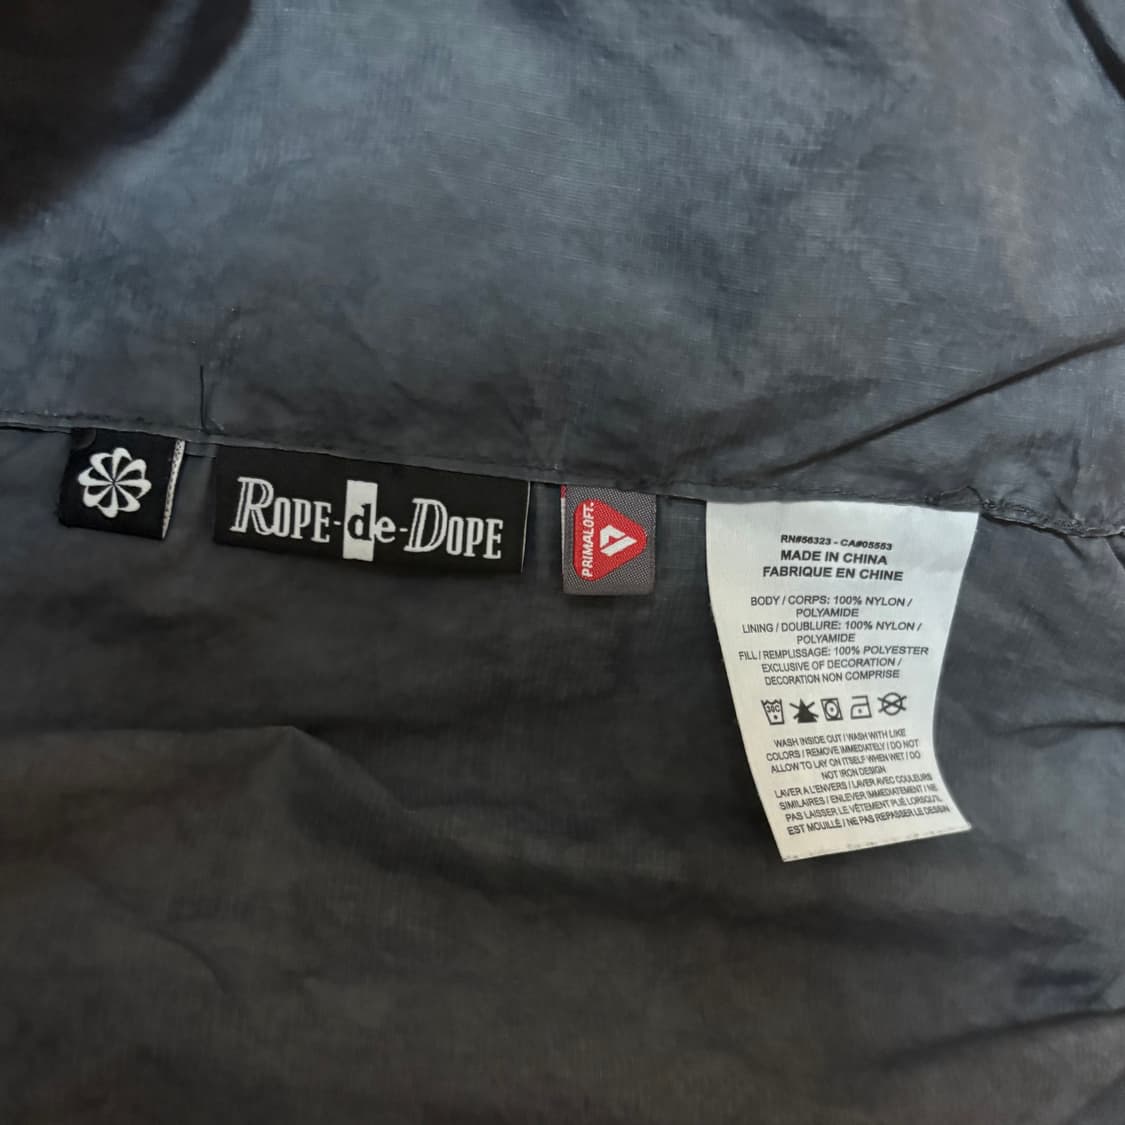 ROPE-de-DOPE
PRIMALOFT.
RN#56323 - CA#05553
MADE IN CHINA
FABRIQUE EN CHINE
BODY / CORPS: 100% NYLON /
POLYAMIDE
LINING / DOUBLURE: 100% NYLON /
POLYAMIDE
FILL / REMPLISSAGE: 100% POLYESTER
EXCLUSIVE OF DECORATION /
DECORATION NON COMPRISE
30C
WASH INSIDE OUT / WASH WITH LIKE
COLORS / REMOVE IMMEDIATELY / DO NOT
ALLOW TO LAY ON ITSELF WHEN WET / DO
NOT IRON DESIGN
LAVER A L'ENVERS / LAVER AVEC COULEURS
SIMILAIRES / ENLEVER IMMEDIATEMENT / NE
PAS LAISSER LE VÊTEMENT PLIÉ LORSQU'IL
EST MOUILLÉ / NE PAS REPASSER LE DESSIN